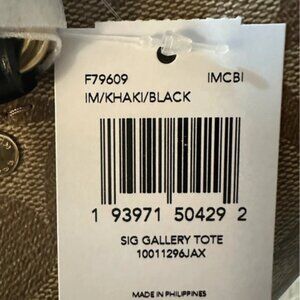 F79609 IMCBI
IM/KHAKI/BLACK
1 93971 50429 2
SIG GALLERY TOTE
10011296JAX
MADE IN PHILIPPINES